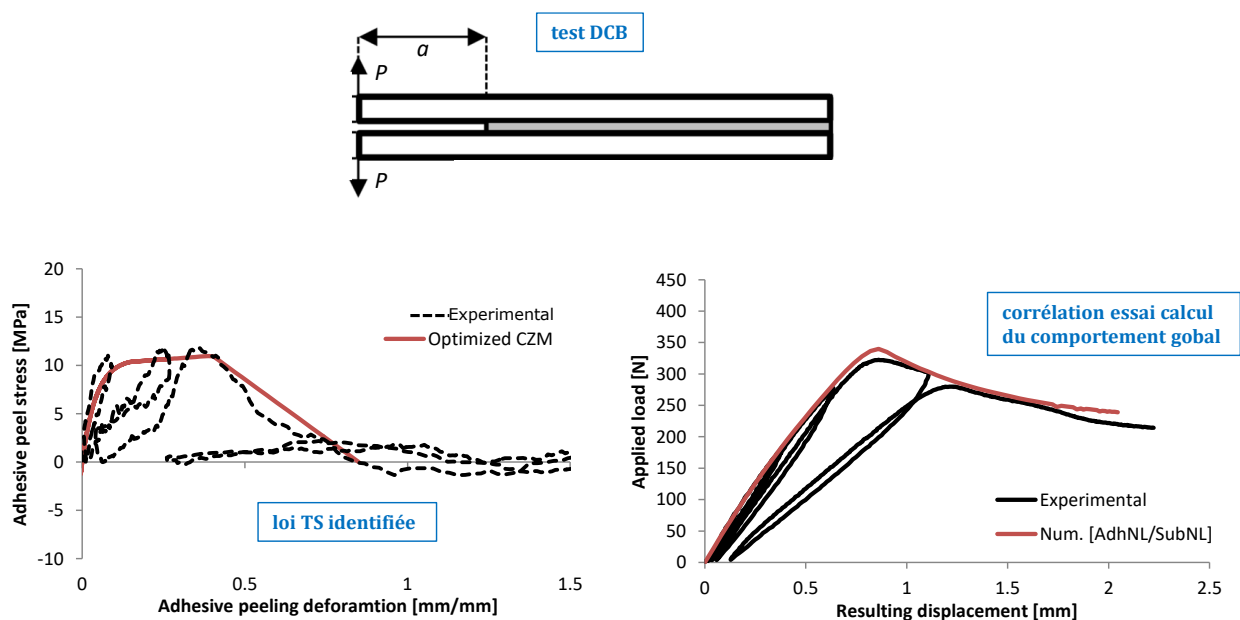 test DCB
a
P
P
20
15
10
5
0
-5
-10
0
0.5
1
1.5
Adhesive peel stress [MPa]
Adhesive peeling deforamtion [mm/mm]
Experimental
Optimized CZM
loi TS identifiée
450
400
350
300
250
200
150
100
50
0
0
0.5
1
1.5
2
2.5
Applied load [N]
Resulting displacement [mm]
corrélation essai calcul
du comportement gobal
Experimental
Num. [AdhNL/SubNL]